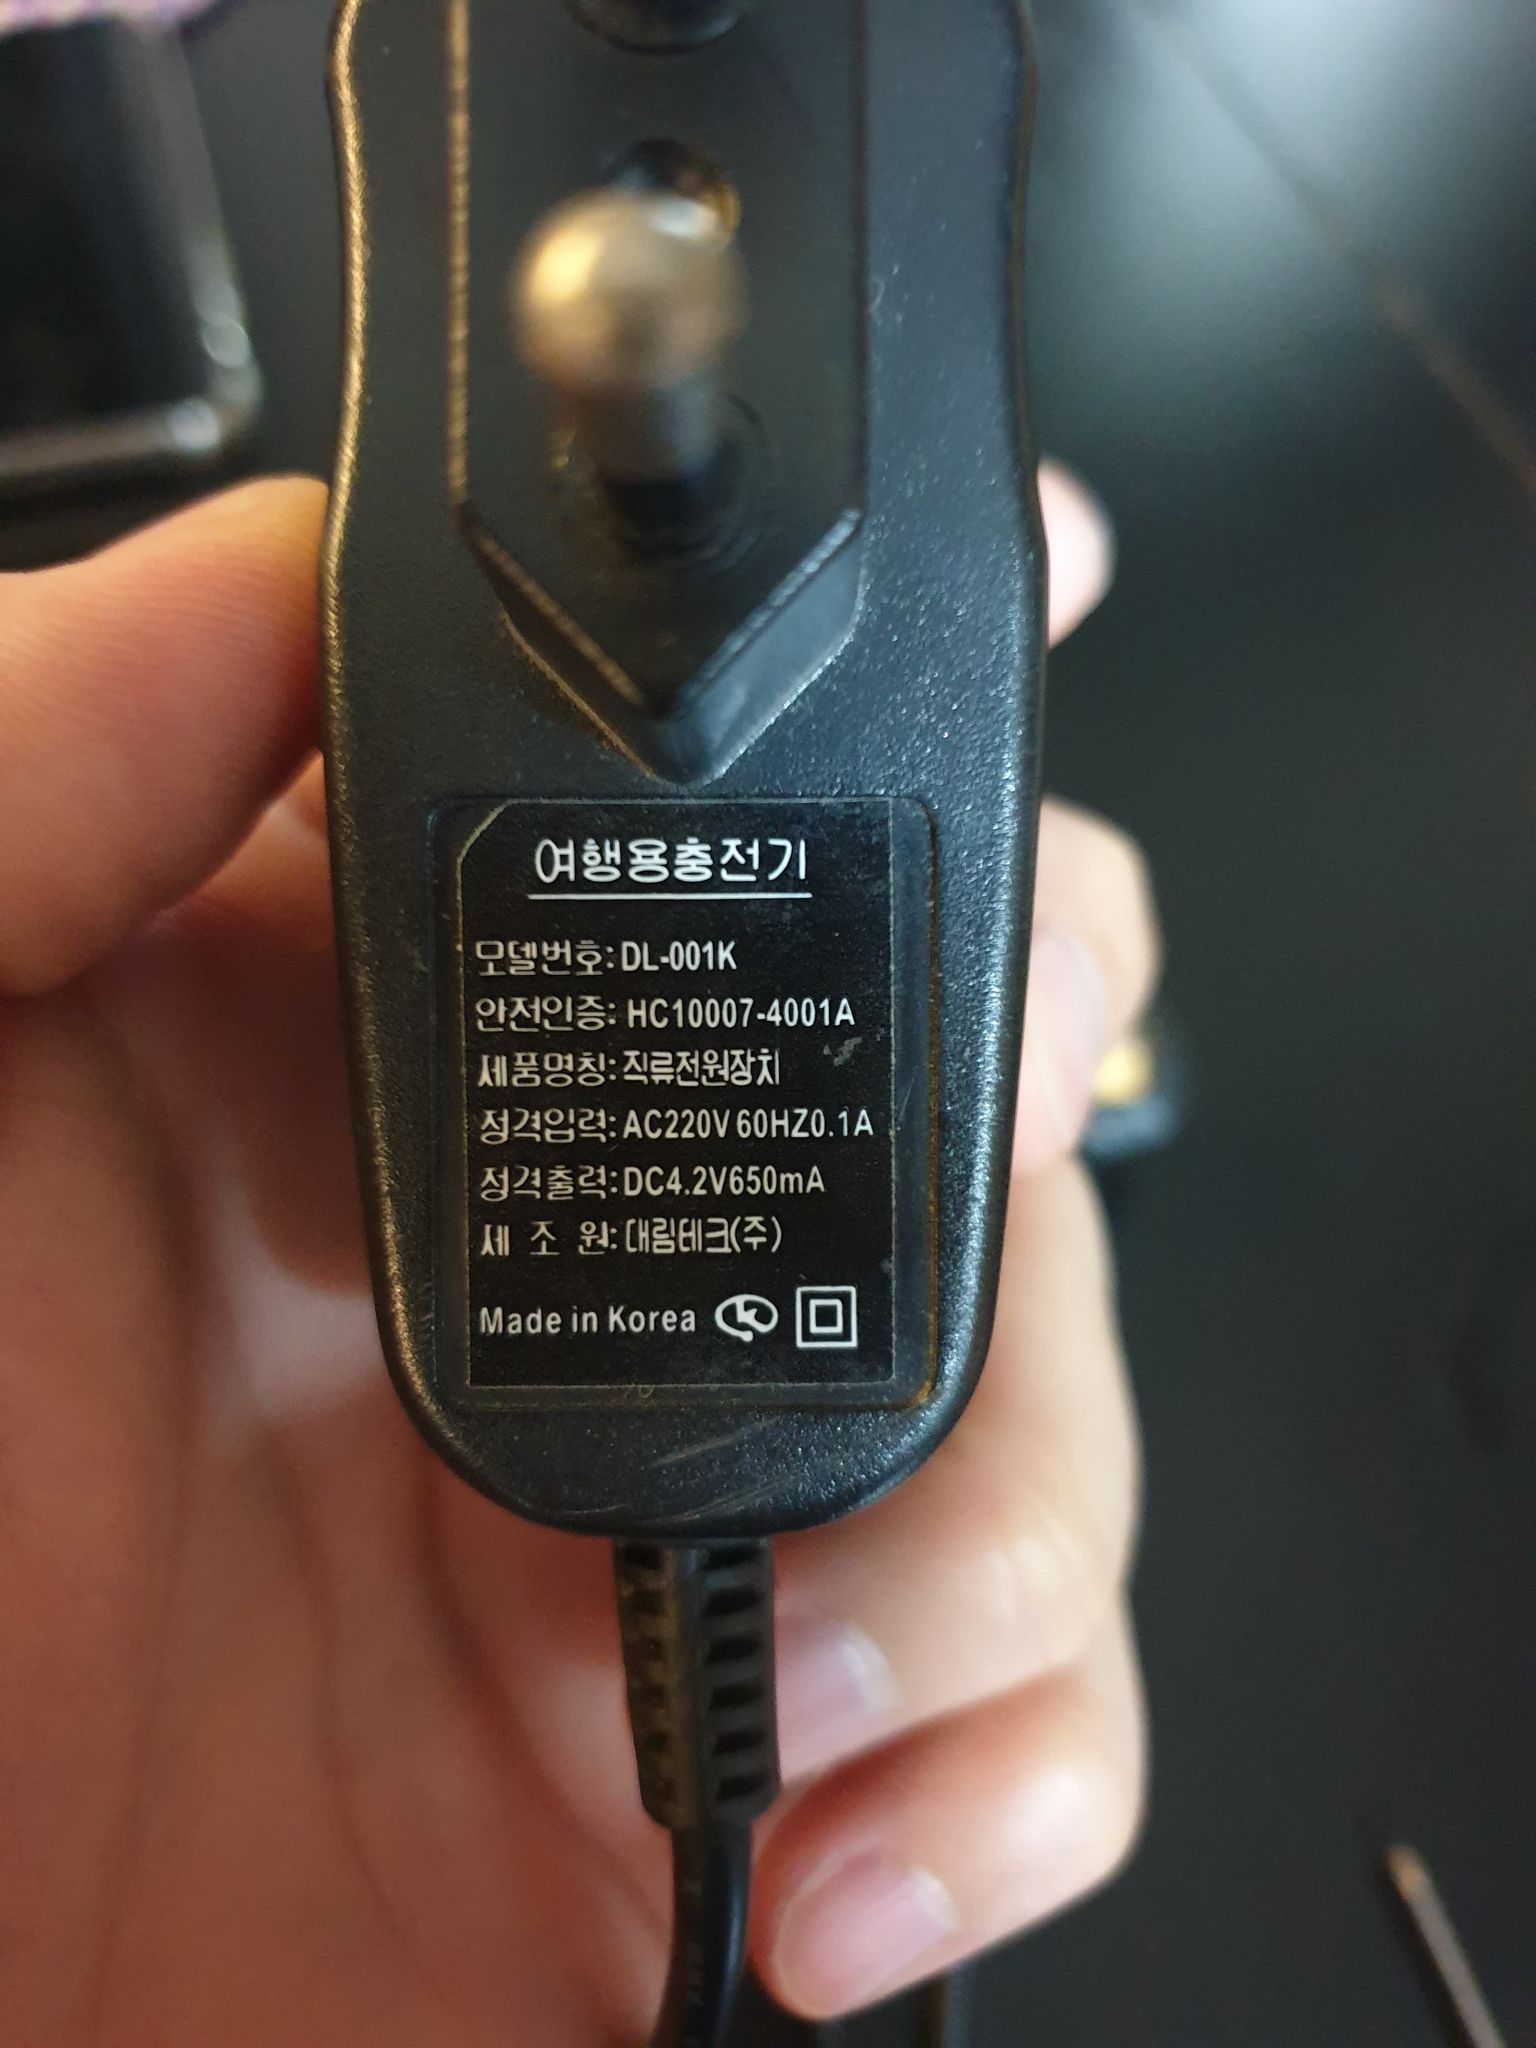 여행용충전기
모델번호: DL-001K
안전인증: HC10007-4001A
제품명칭: 직류전원장치
정격입력: AC220V 60HZ0.1A
정격출력: DC4.2V650mA
제 조 원: 대림테크(주)
Made in Korea